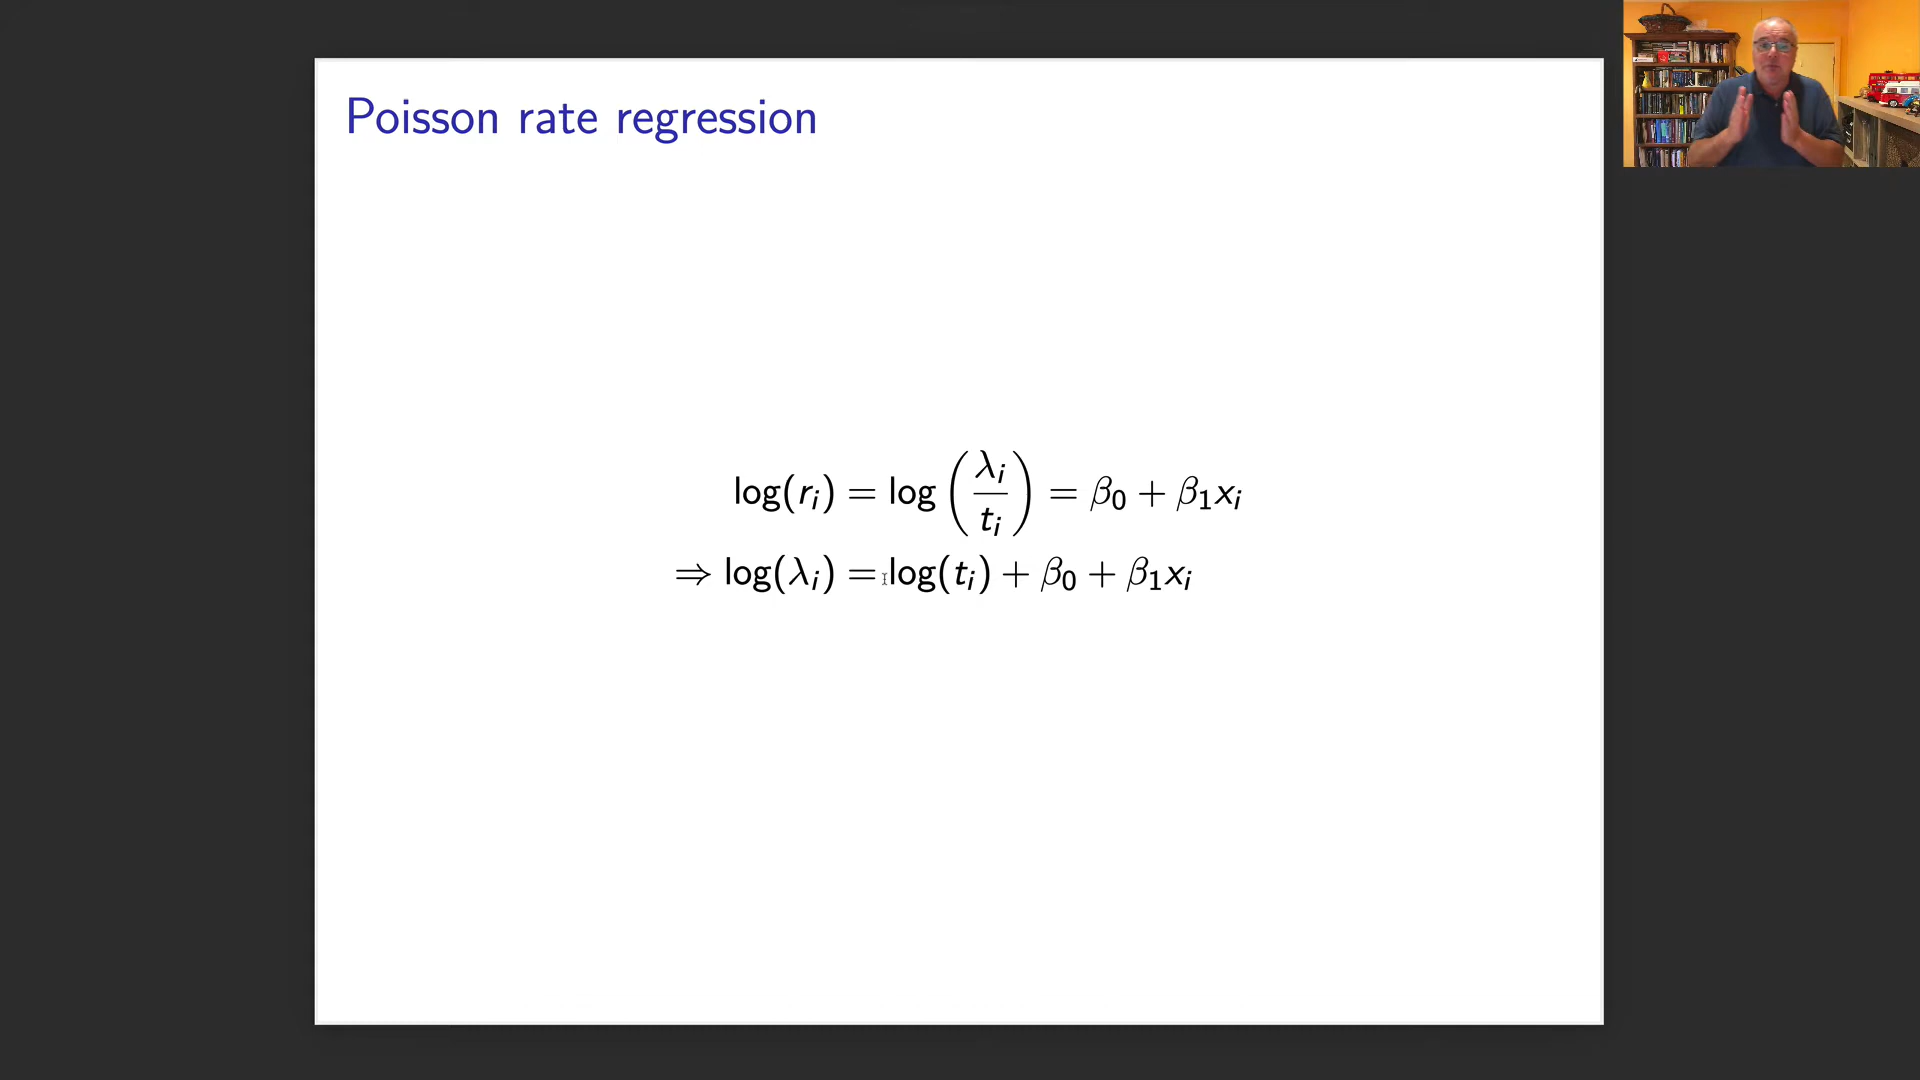 Poisson rate regression
log(rᵢ) = log(λᵢ/tᵢ) = β₀ + β₁xᵢ
⇒ log(λᵢ) = log(tᵢ) + β₀ + β₁xᵢ